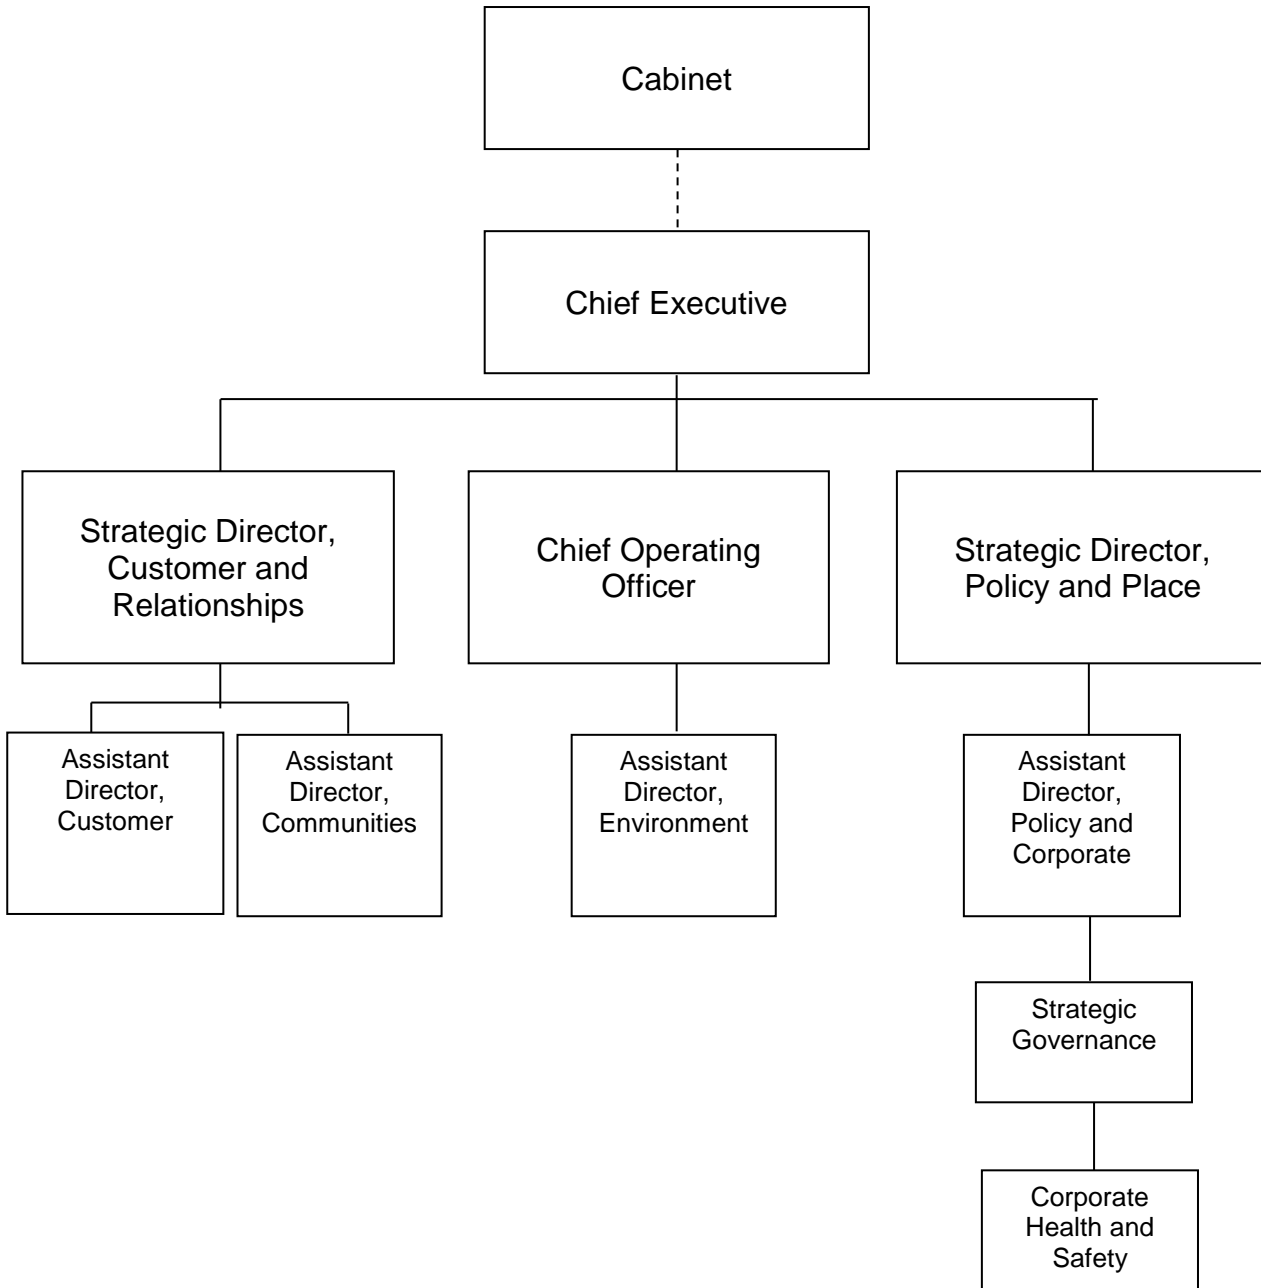 Cabinet
Chief Executive
Strategic Director,
Customer and
Relationships
Chief Operating
Officer
Strategic Director,
Policy and Place
Assistant
Director,
Customer
Assistant
Director,
Communities
Assistant
Director,
Environment
Assistant
Director,
Policy and
Corporate
Strategic
Governance
Corporate
Health and
Safety